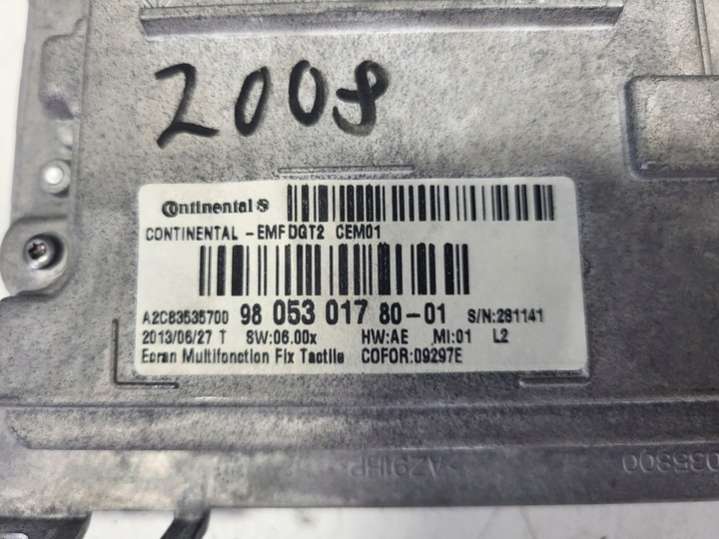 2008
Continental
CONTINENTAL -EMF DGT2 CEM01
A2C83535700 98 053 017 80-01 S/N:281141
2013/06/27 T SW:06.00x HW:AE MI:01 L2
Ecran Multifonction Fix Tactile COFOR:09297E